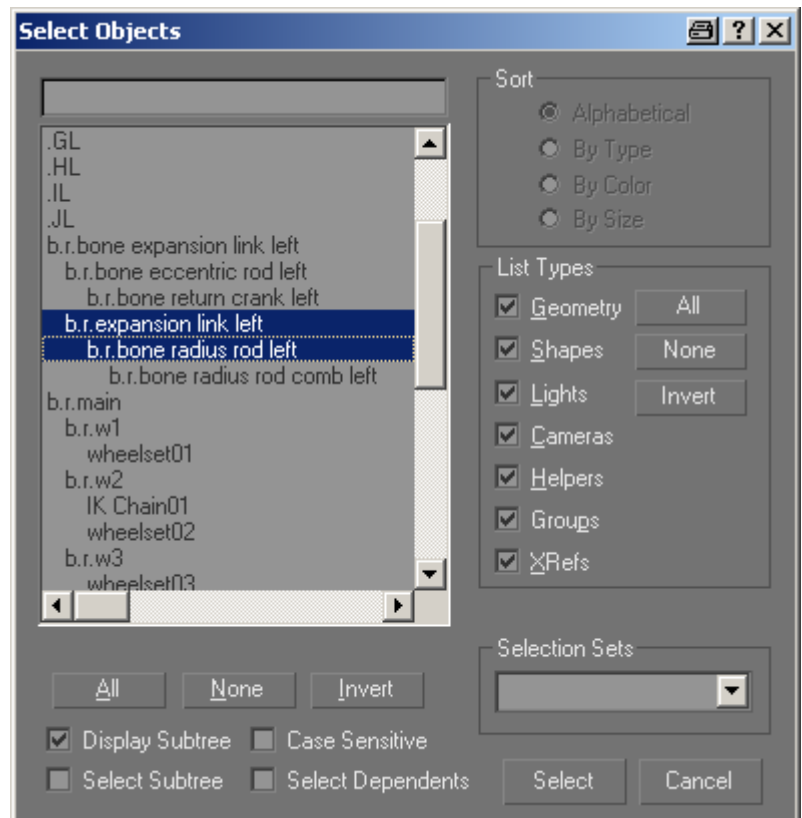 Select Objects
.GL
.HL
.IL
.JL
b.r.bone expansion link left
b.r.bone eccentric rod left
b.r.bone return crank left
b.r.expansion link left
b.r.bone radius rod left
b.r.bone radius rod comb left
b.r.main
b.r.w1
wheelset01
b.r.w2
IK Chain01
wheelset02
b.r.w3
wheelset03
All
None
Invert
Display Subtree
Case Sensitive
Select Subtree
Select Dependents
Sort
Alphabetical
By Type
By Color
By Size
List Types
Geometry
All
Shapes
None
Lights
Invert
Cameras
Helpers
Groups
XRefs
Selection Sets
Select
Cancel